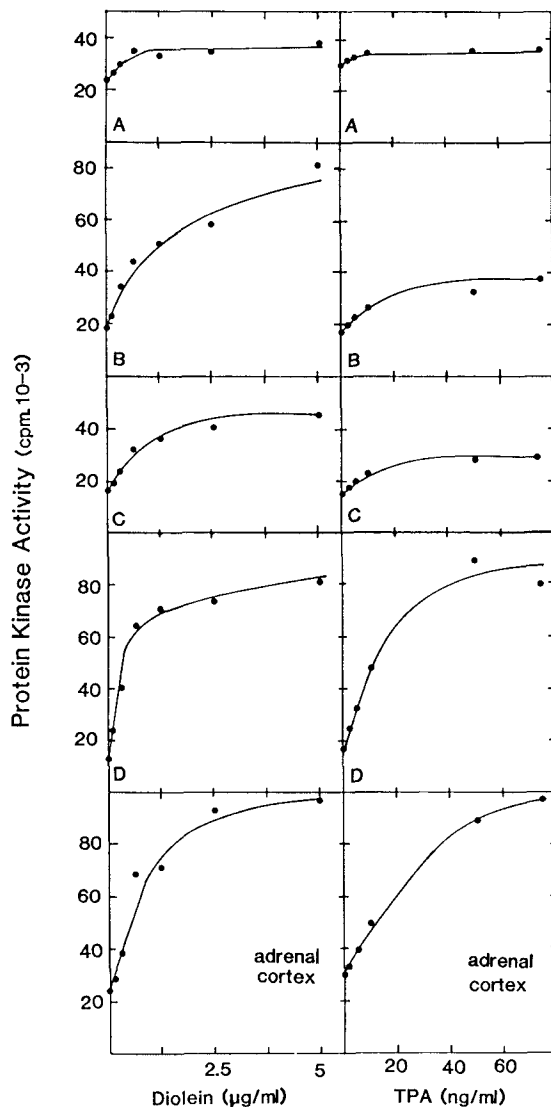 Protein Kinase Activity (cpm.10-3)
40
20
A
A
80
60
40
20
B
B
40
20
C
C
80
60
40
20
D
D
80
60
40
20
adrenal
cortex
adrenal
cortex
2.5
5
20
40
60
Diolein (µg/ml)
TPA (ng/ml)